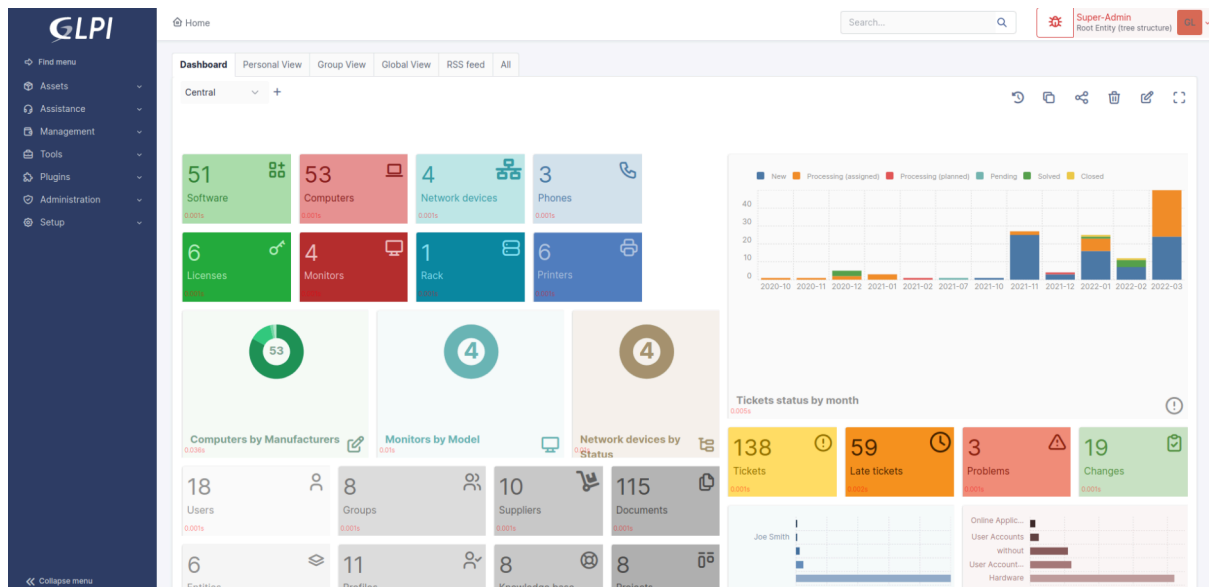 GLPI
Home
Search...
Super-Admin
Root Entity (tree structure)
GL
Find menu
Assets
Assistance
Management
Tools
Plugins
Administration
Setup
Collapse menu
Dashboard Personal View Group View Global View RSS feed All
Central
51
Software
0.001s
53
Computers
0.001s
4
Network devices
0.001s
3
Phones
0.001s
6
Licenses
4
Monitors
1
Rack
6
Printers
53
Computers by Manufacturers
0.036s
4
Monitors by Model
0.01s
4
Network devices by
Status
New Processing (assigned) Processing (planned) Pending Solved Closed
40
30
20
10
0
2020-10 2020-11 2020-12 2021-01 2021-02 2021-07 2021-10 2021-11 2021-12 2022-01 2022-02 2022-03
Tickets status by month
0.005s
138
Tickets
0.001s
59
Late tickets
0.002s
3
Problems
0.001s
19
Changes
0.001s
18
Users
0.001s
8
Groups
0.001s
10
Suppliers
0.001s
115
Documents
0.001s
6
Entities
11
Profiles
8
Knowledge base
8
Projects
Joe Smith
Online Applic...
User Accounts
without
User Account...
Hardware